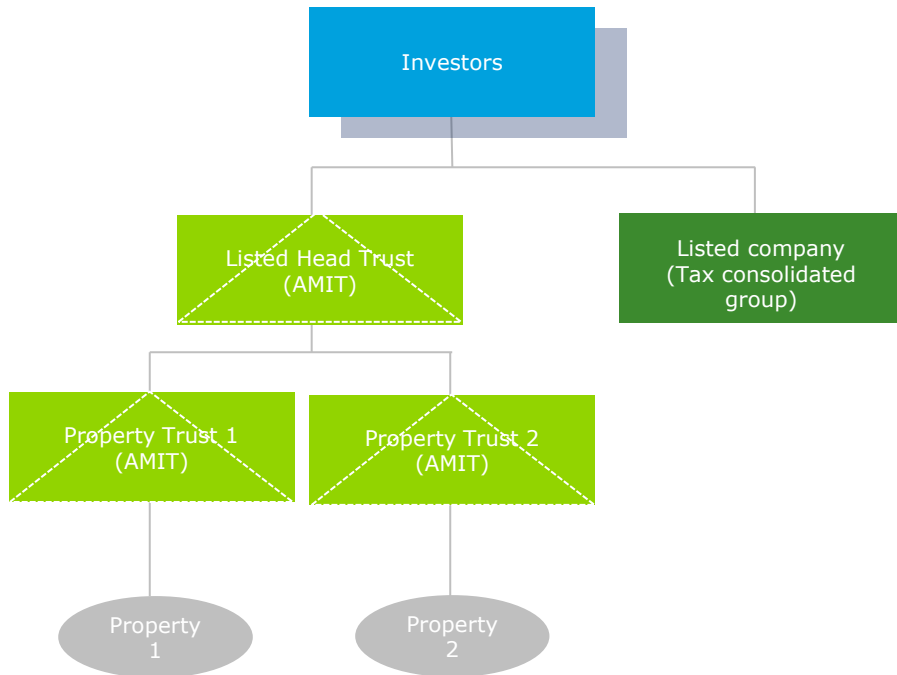 Investors
Listed Head Trust
(AMIT)
Listed company
(Tax consolidated
group)
Property Trust 1
(AMIT)
Property Trust 2
(AMIT)
Property
1
Property
2